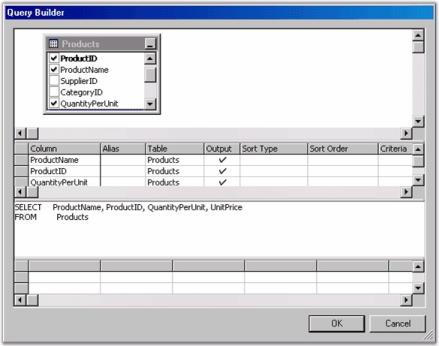 Query Builder
Products
ProductID
ProductName
SupplierID
CategoryID
QuantityPerUnit
Column Alias Table Output Sort Type Sort Order Criteria
ProductName Products
ProductID Products
QuantityPerUnit Products
SELECT ProductName, ProductID, QuantityPerUnit, UnitPrice
FROM Products
OK Cancel